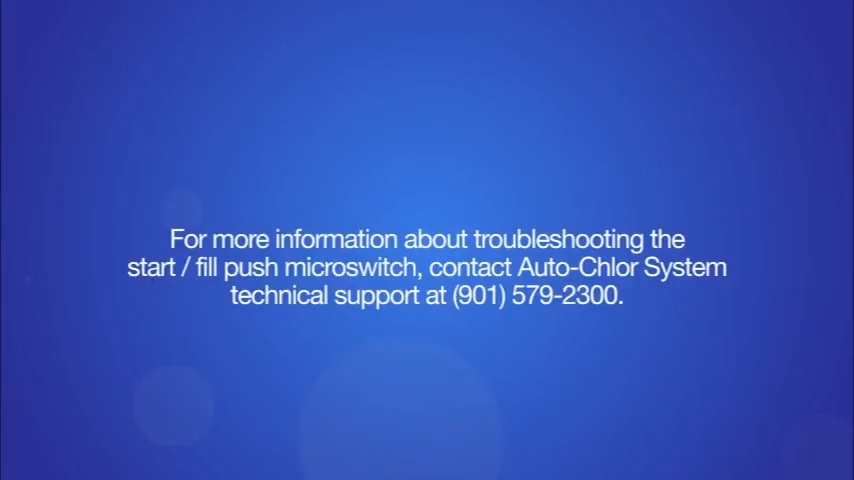 For more information about troubleshooting the
start / fill push microswitch, contact Auto-Chlor System
technical support at (901) 579-2300.